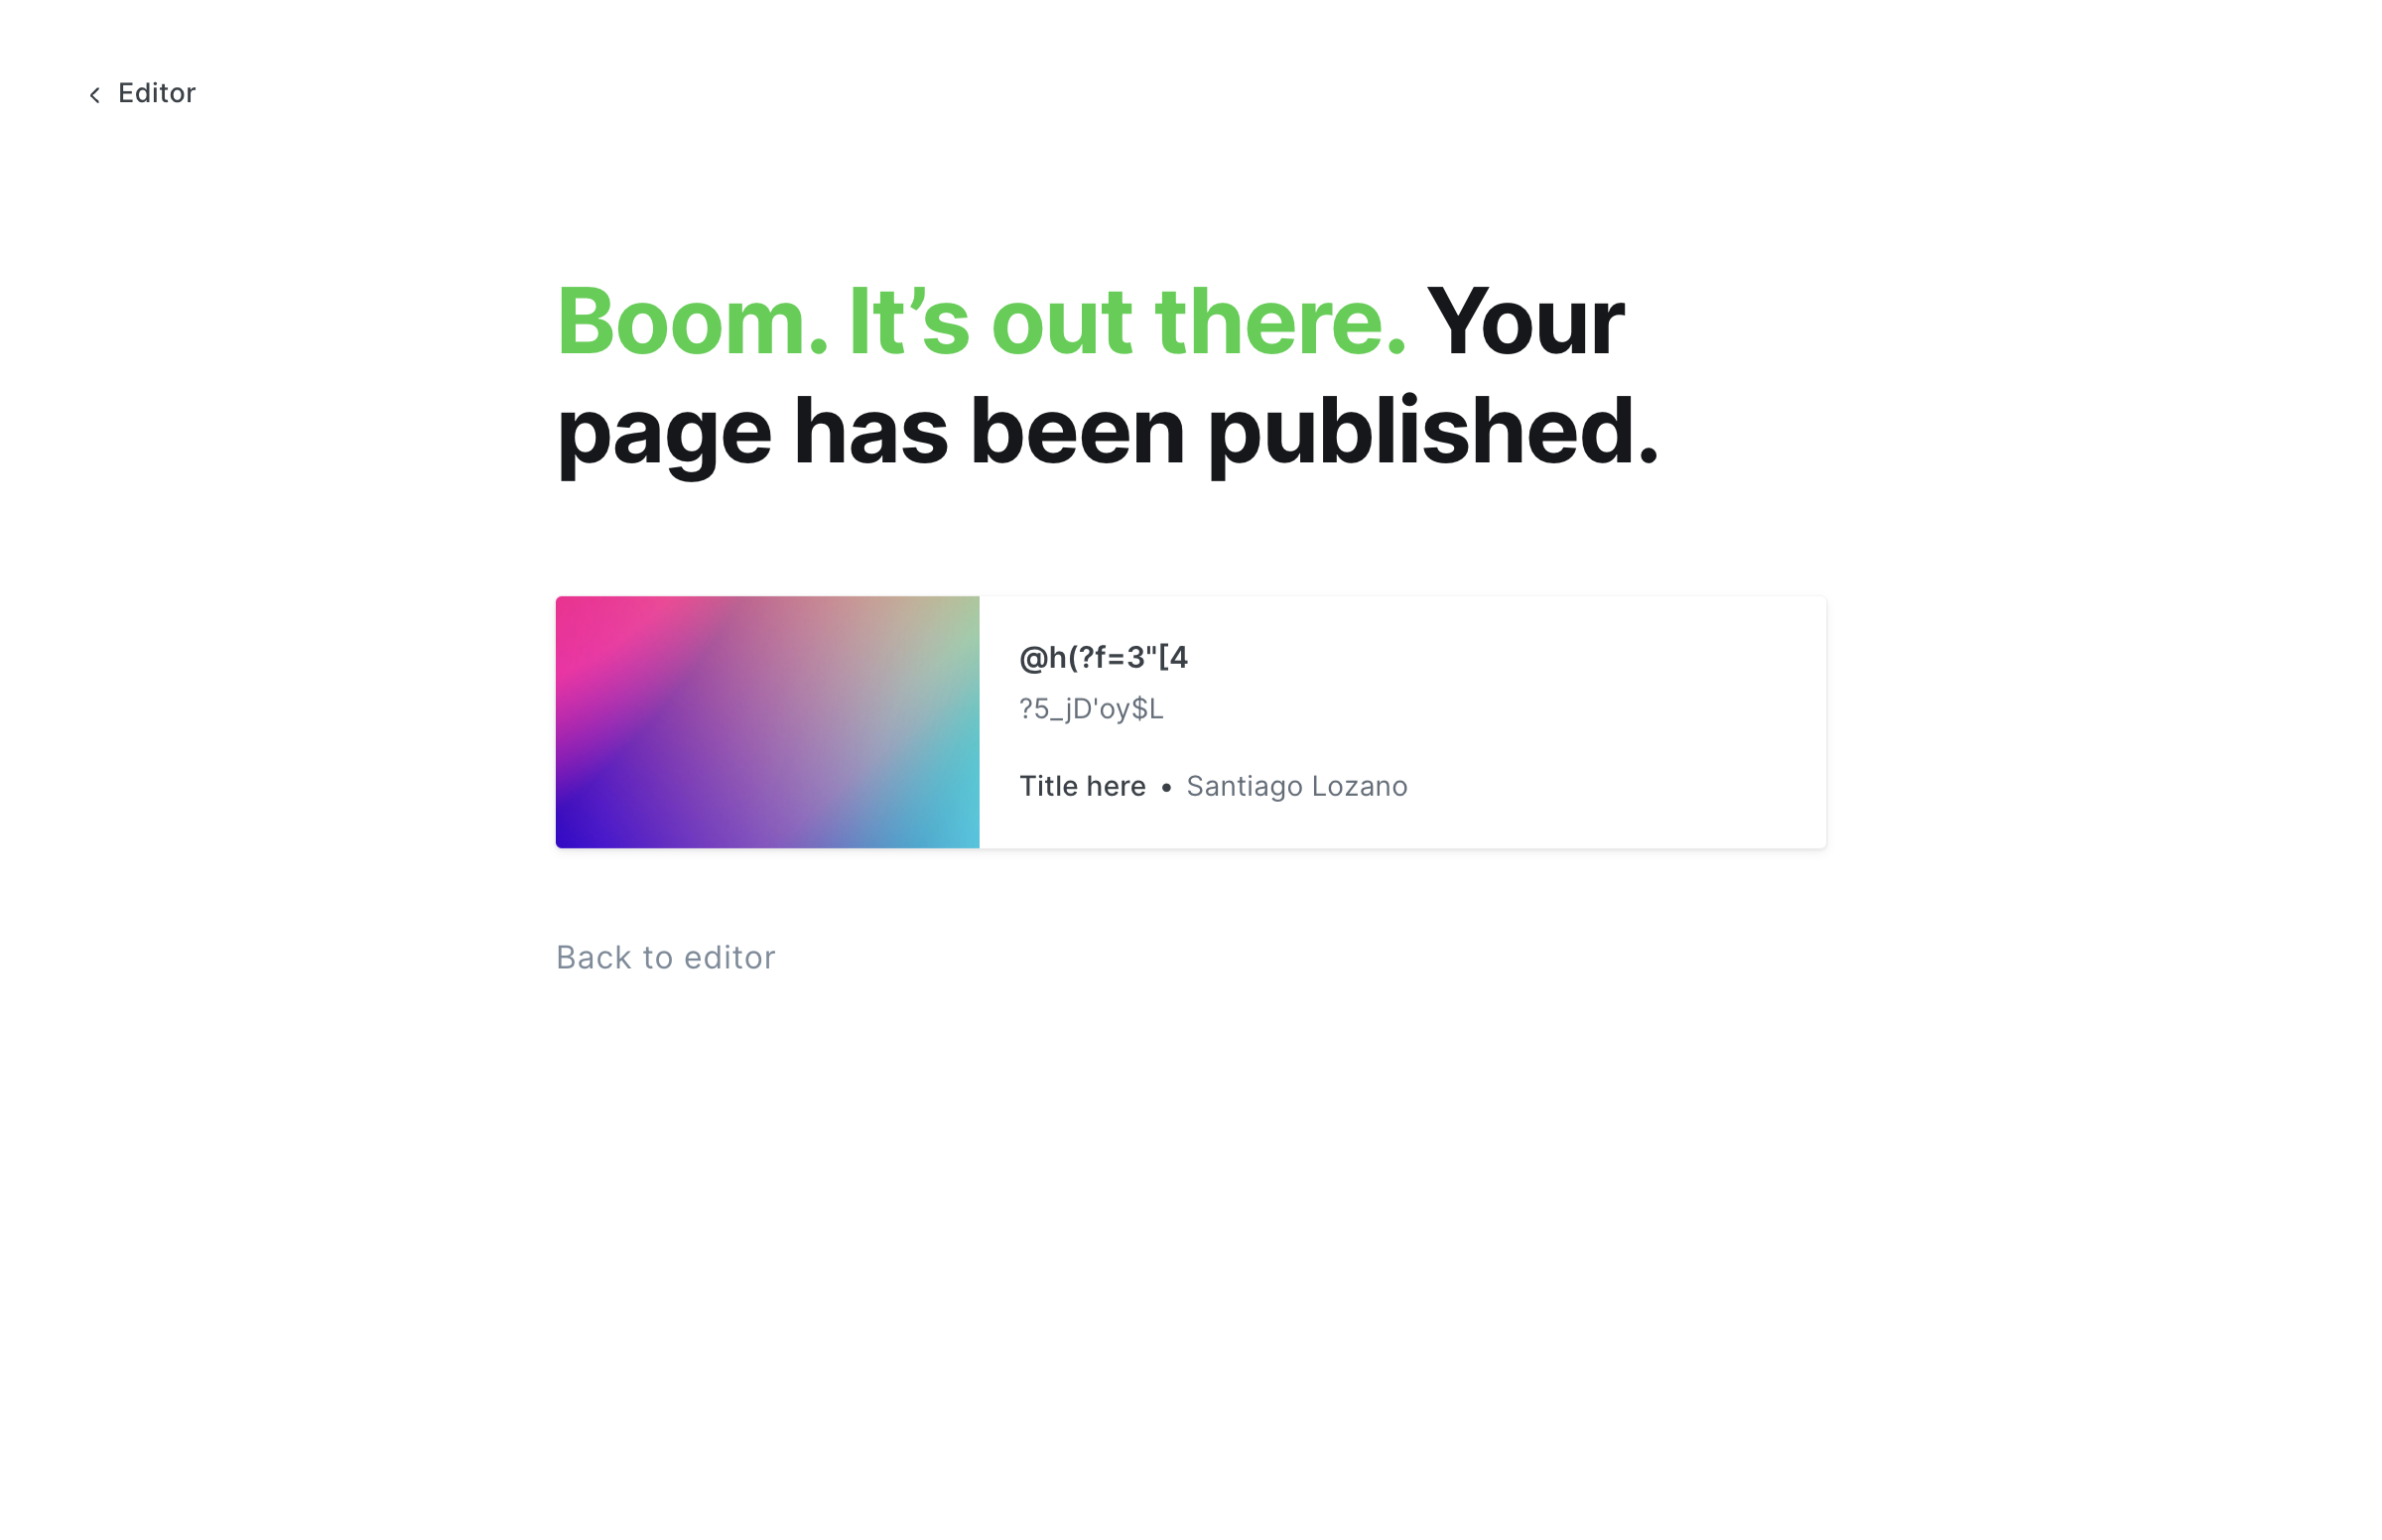 Editor
Boom. It’s out there. Your
page has been published.
@h(?f=3"[4
?5_jD'oy$L
Title here • Santiago Lozano
Back to editor